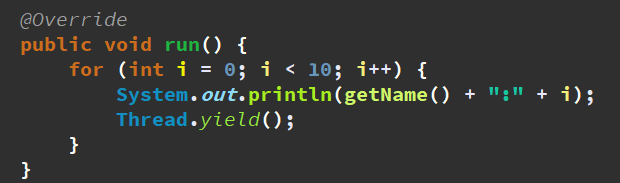 @Override
public void run() {
    for (int i = 0; i < 10; i++) {
        System.out.println(getName() + ":" + i);
        Thread.yield();
    }
}